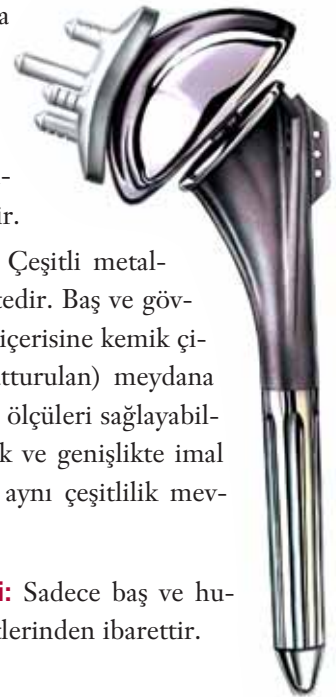 a
-
ir.
Çeşitli metal-
tedir. Baş ve göv-
içerisine kemik çi-
tturulan) meydana
ölçüleri sağlayabil-
k ve genişlikte imal
aynı çeşitlilik mev-
i: Sadece baş ve hu-
tlerinden ibarettir.